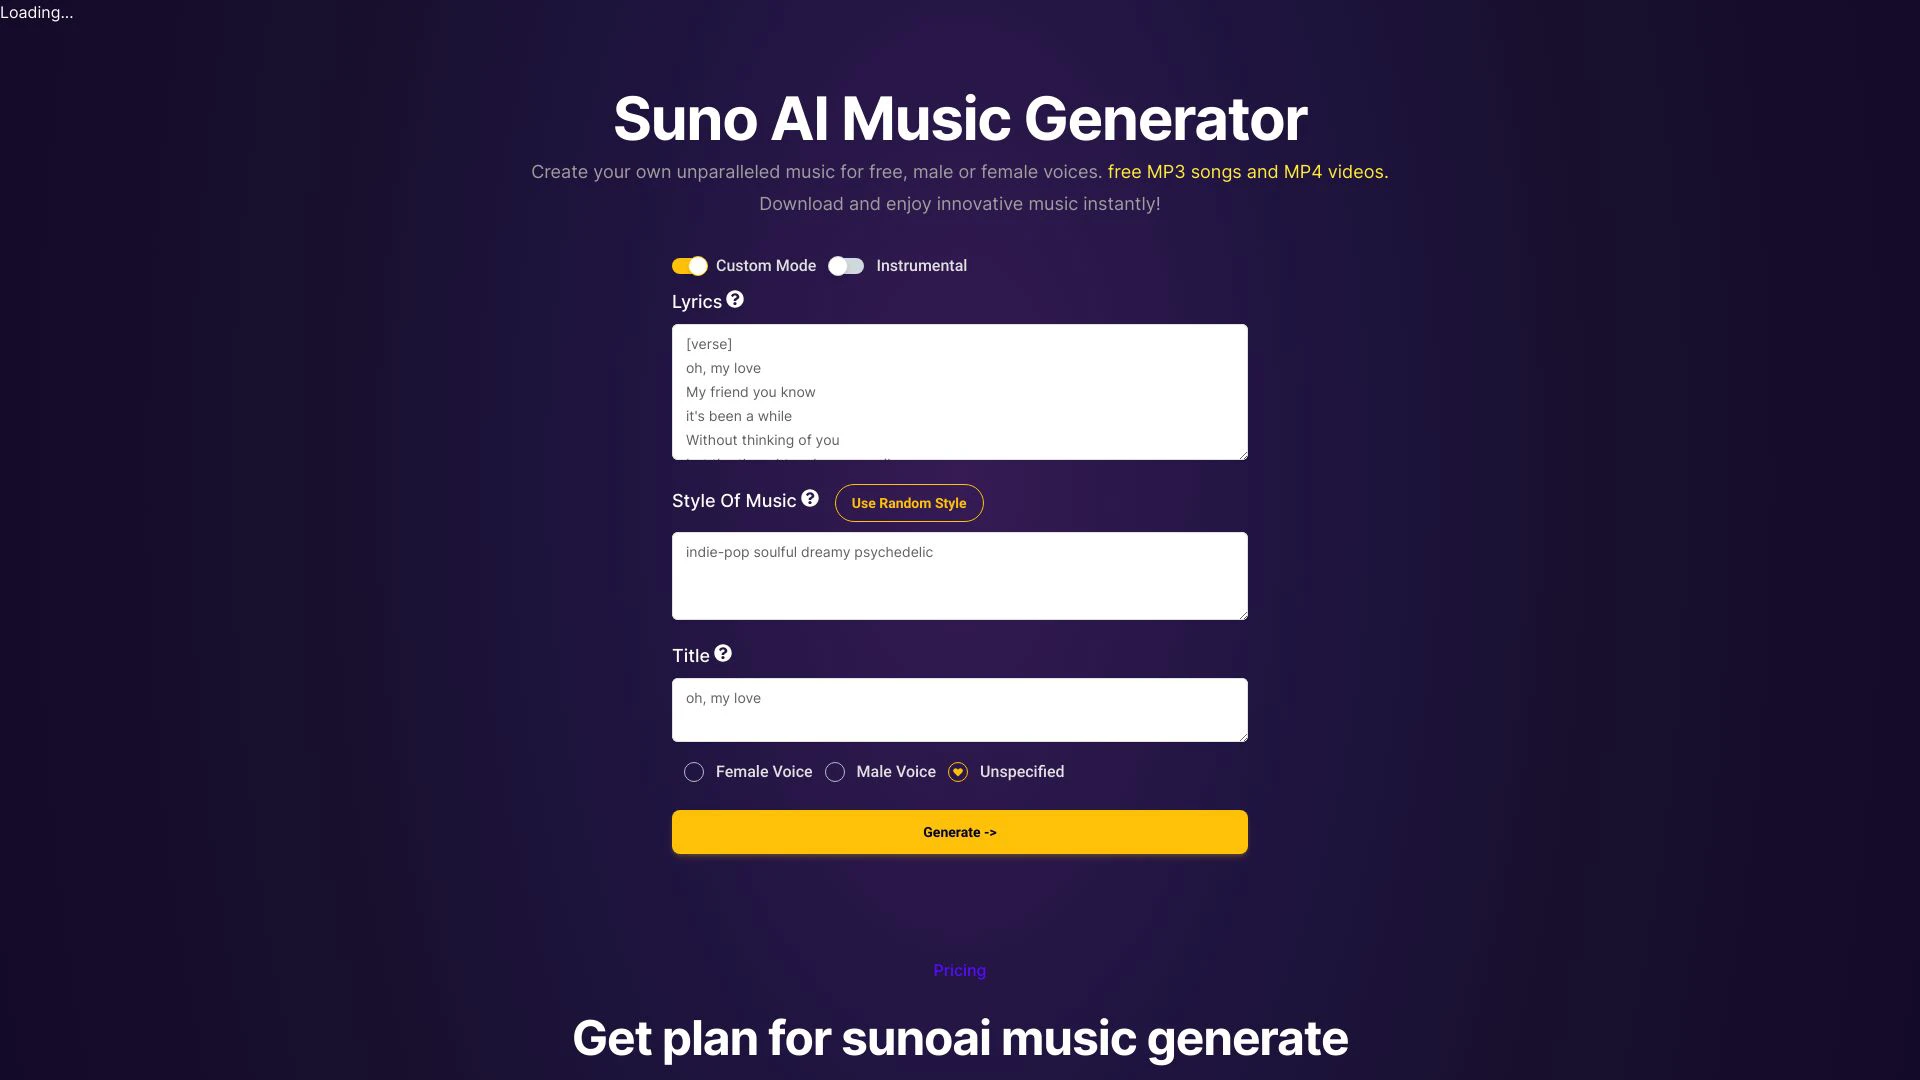 Loading...
Suno AI Music Generator
Create your own unparalleled music for free, male or female voices. free MP3 songs and MP4 videos.
Download and enjoy innovative music instantly!
Custom Mode Instrumental
Lyrics
[verse]
oh, my love
My friend you know
it's been a while
Without thinking of you
Style Of Music Use Random Style
indie-pop soulful dreamy psychedelic
Title
oh, my love
Female Voice Male Voice Unspecified
Generate ->
Pricing
Get plan for sunoai music generate